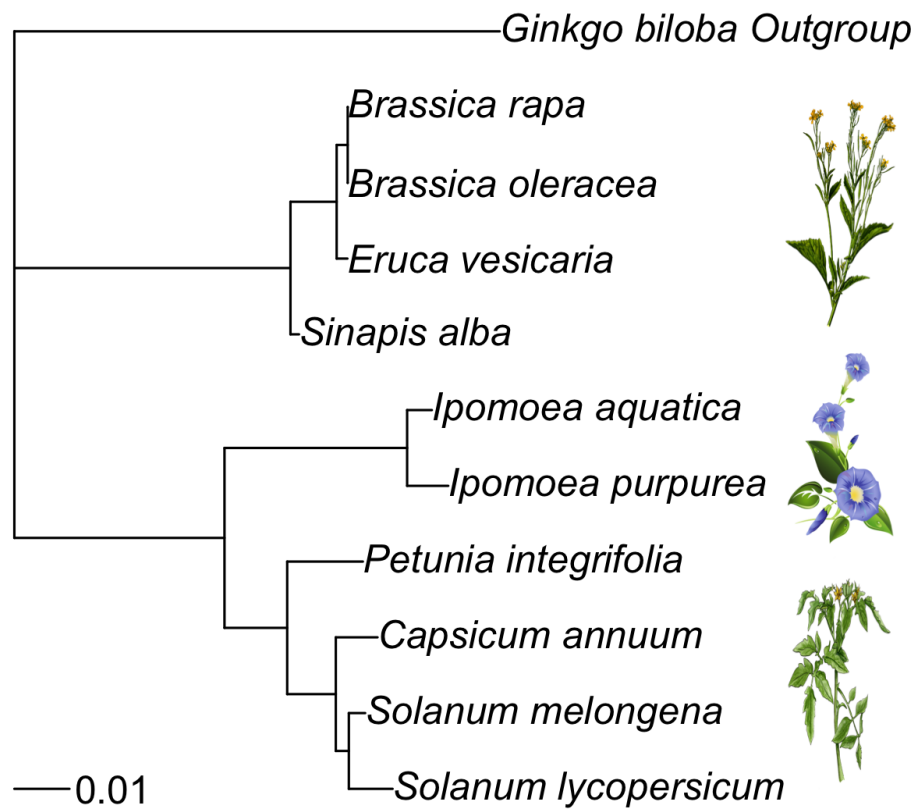 Ginkgo biloba Outgroup
Brassica rapa
Brassica oleracea
Eruca vesicaria
Sinapis alba
Ipomoea aquatica
Ipomoea purpurea
Petunia integrifolia
Capsicum annuum
Solanum melongena
Solanum lycopersicum
0.01